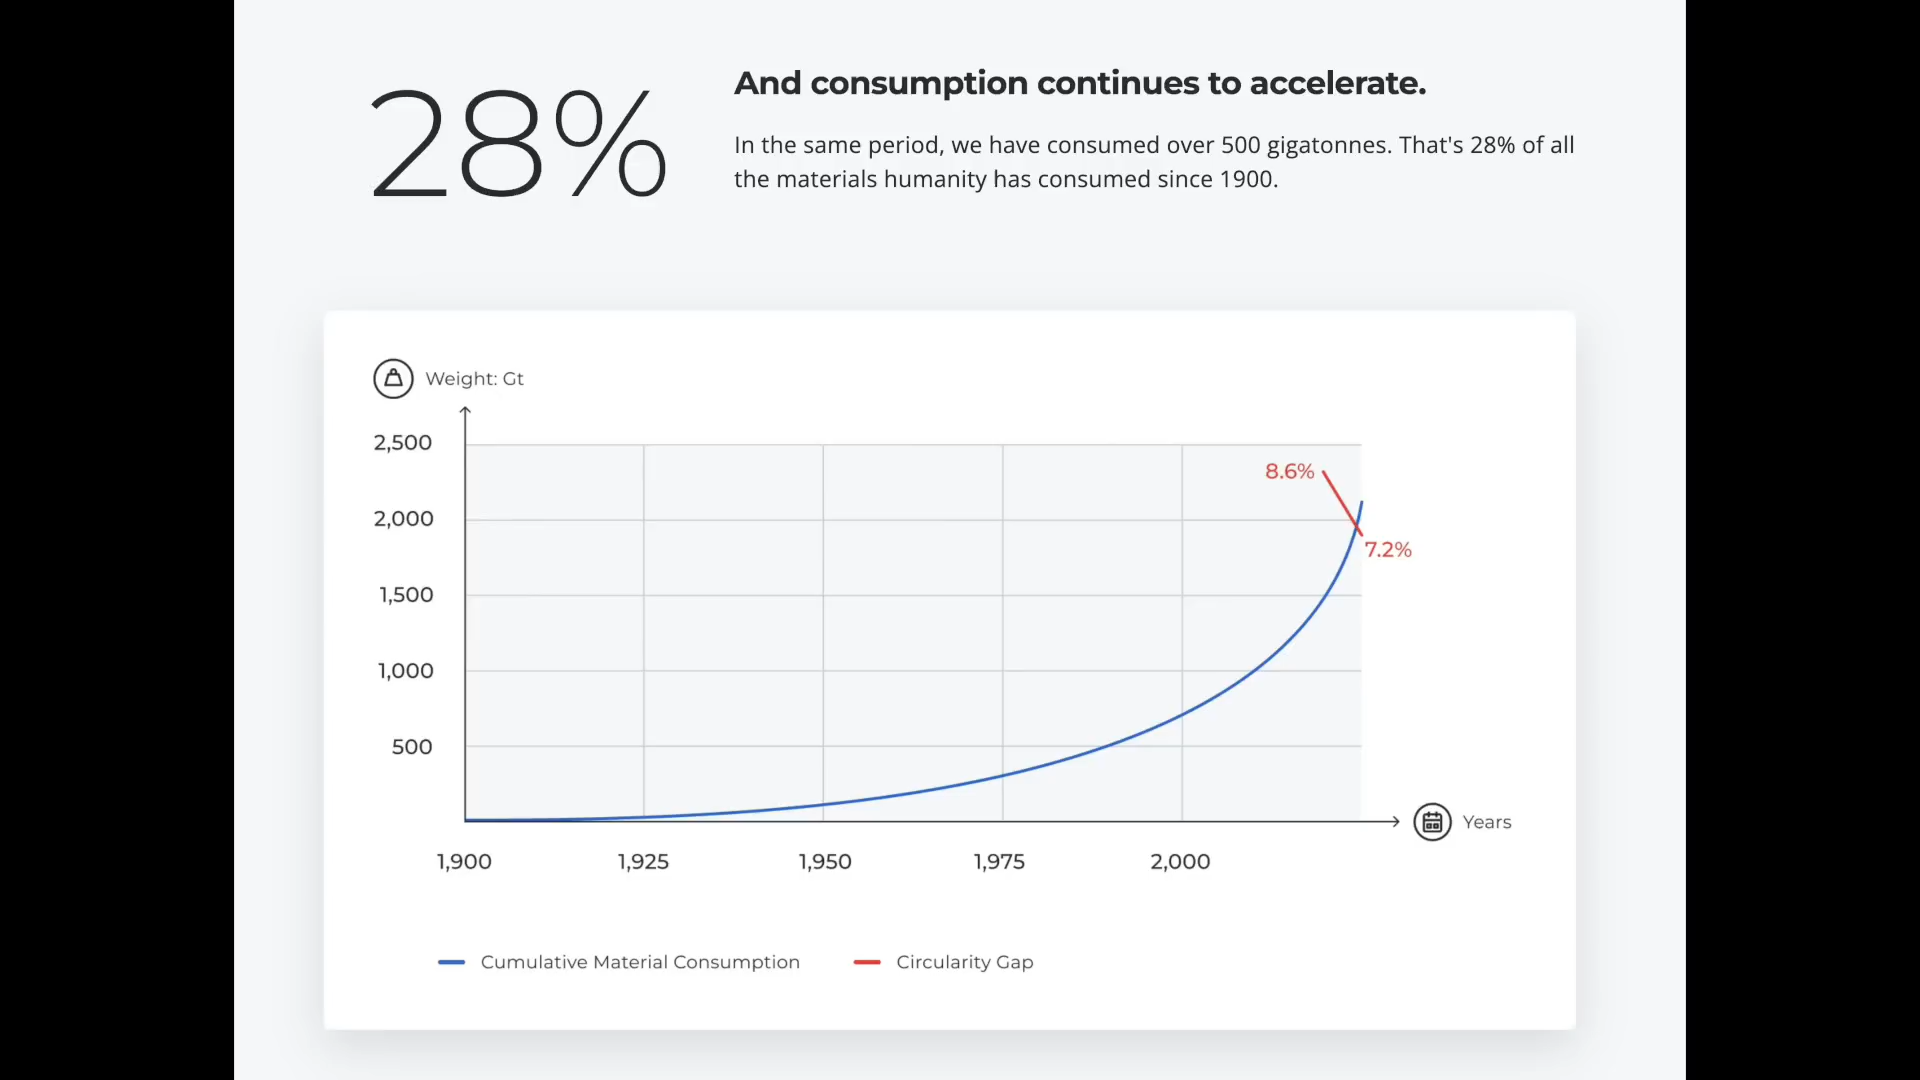 28%
And consumption continues to accelerate.
In the same period, we have consumed over 500 gigatonnes. That's 28% of all
the materials humanity has consumed since 1900.
Weight: Gt
2,500
2,000
1,500
1,000
500
8.6%
7.2%
Years
1,900 1,925 1,950 1,975 2,000
Cumulative Material Consumption Circularity Gap